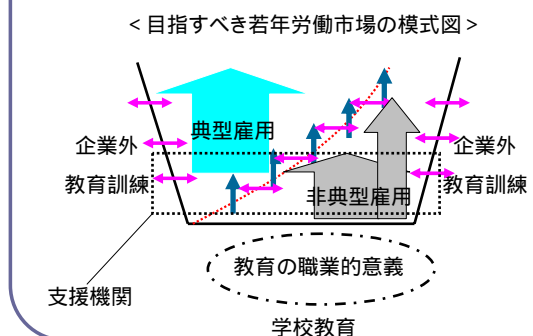 ＜目指すべき若年労働市場の模式図＞
典型雇用
企業外
教育訓練
企業外
教育訓練
非典型雇用
教育の職業的意義
支援機関
学校教育